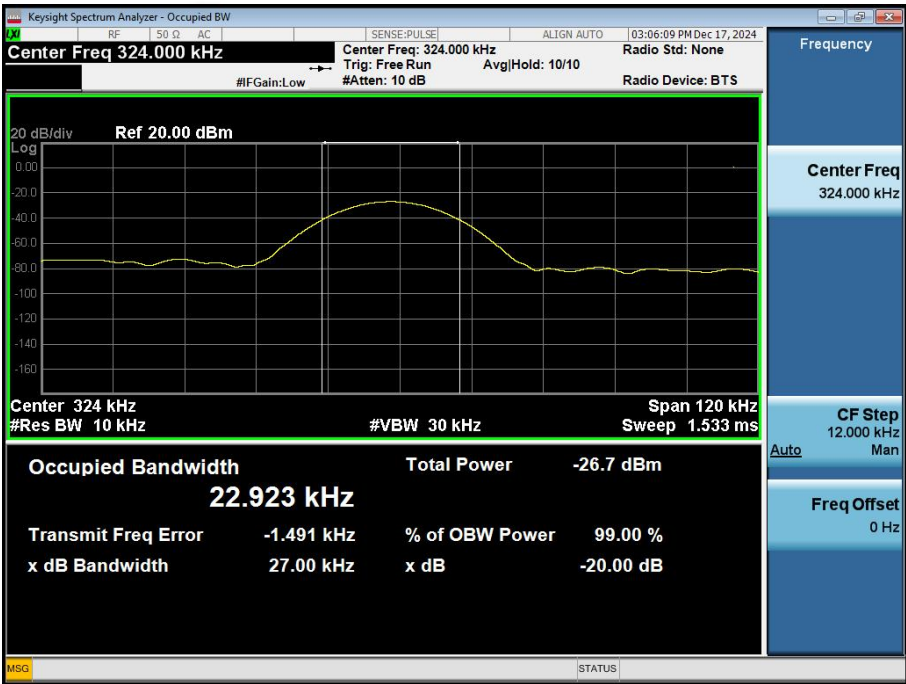 Keysight Spectrum Analyzer - Occupied BW
LXI RF 50 Ω AC SENSE:PULSE ALIGN AUTO 03:06:09 PM Dec 17, 2024
Center Freq 324.000 kHz
Center Freq: 324.000 kHz Radio Std: None
Trig: Free Run Avg|Hold: 10/10
#IFGain:Low #Atten: 10 dB Radio Device: BTS
20 dB/div Ref 20.00 dBm
Log
0.00
-20.0
-40.0
-60.0
-80.0
-100
-120
-140
-160
Center 324 kHz Span 120 kHz
#Res BW 10 kHz #VBW 30 kHz Sweep 1.533 ms
Occupied Bandwidth Total Power -26.7 dBm
22.923 kHz
Transmit Freq Error -1.491 kHz % of OBW Power 99.00 %
x dB Bandwidth 27.00 kHz x dB -20.00 dB
MSG STATUS
Frequency
Center Freq
324.000 kHz
CF Step
12.000 kHz
Auto Man
Freq Offset
0 Hz